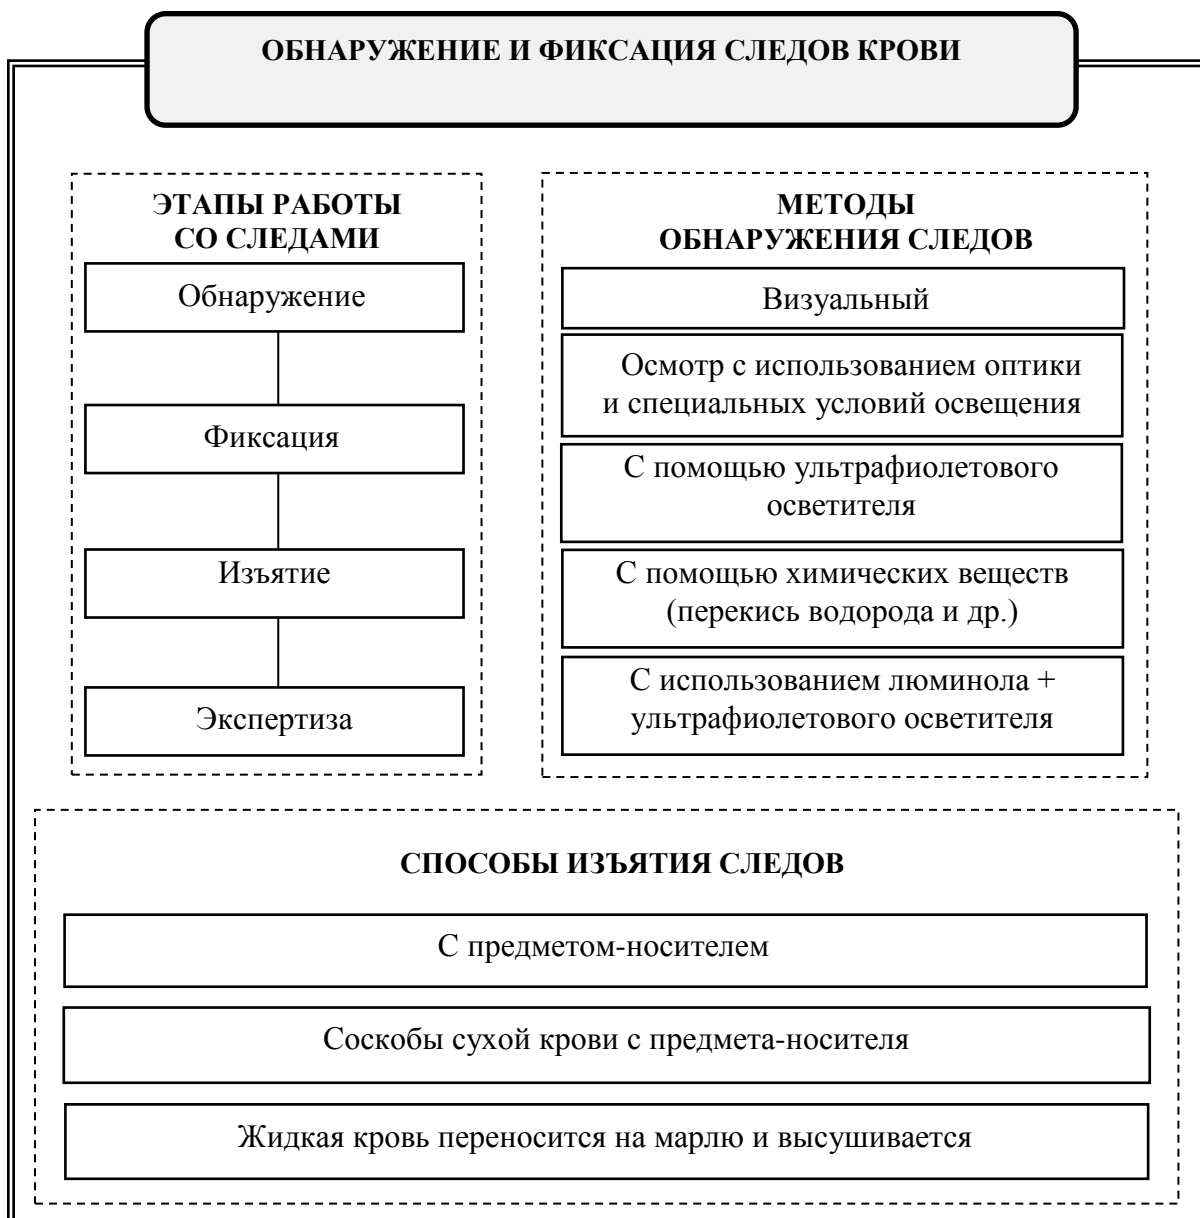 ОБНАРУЖЕНИЕ И ФИКСАЦИЯ СЛЕДОВ КРОВИ
ЭТАПЫ РАБОТЫ
СО СЛЕДАМИ
Обнаружение
Фиксация
Изъятие
Экспертиза
МЕТОДЫ
ОБНАРУЖЕНИЯ СЛЕДОВ
Визуальный
Осмотр с использованием оптики
и специальных условий освещения
С помощью ультрафиолетового
осветителя
С помощью химических веществ
(перекись водорода и др.)
С использованием люминола +
ультрафиолетового осветителя
СПОСОБЫ ИЗЪЯТИЯ СЛЕДОВ
С предметом-носителем
Соскобы сухой крови с предмета-носителя
Жидкая кровь переносится на марлю и высушивается